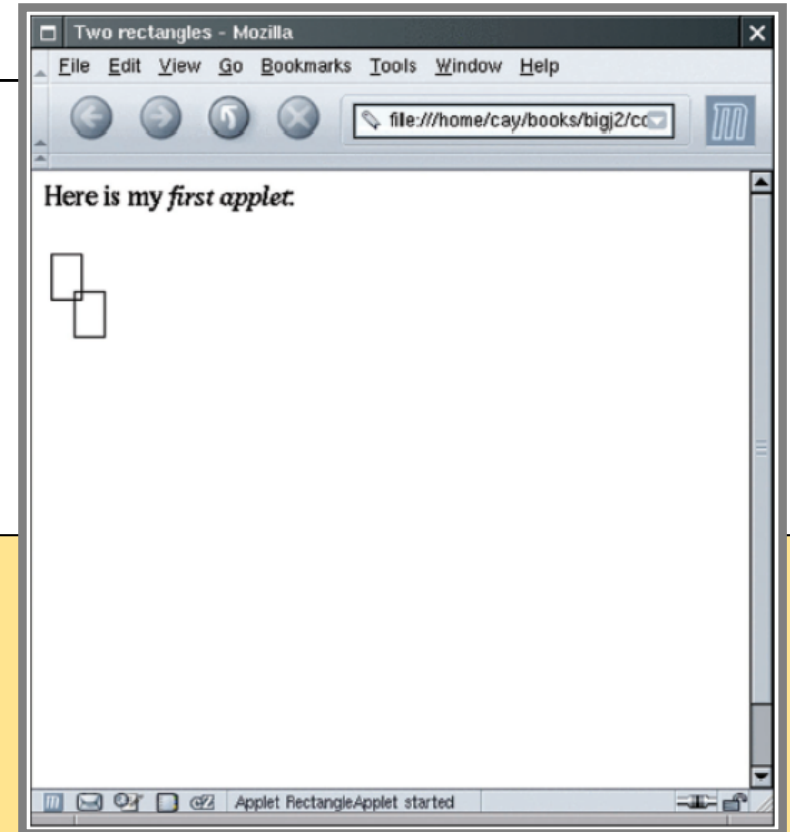 Two rectangles - Mozilla
File Edit View Go Bookmarks Tools Window Help
file:///home/cay/books/bigj2/cc
Here is my first applet:
Applet RectangleApplet started